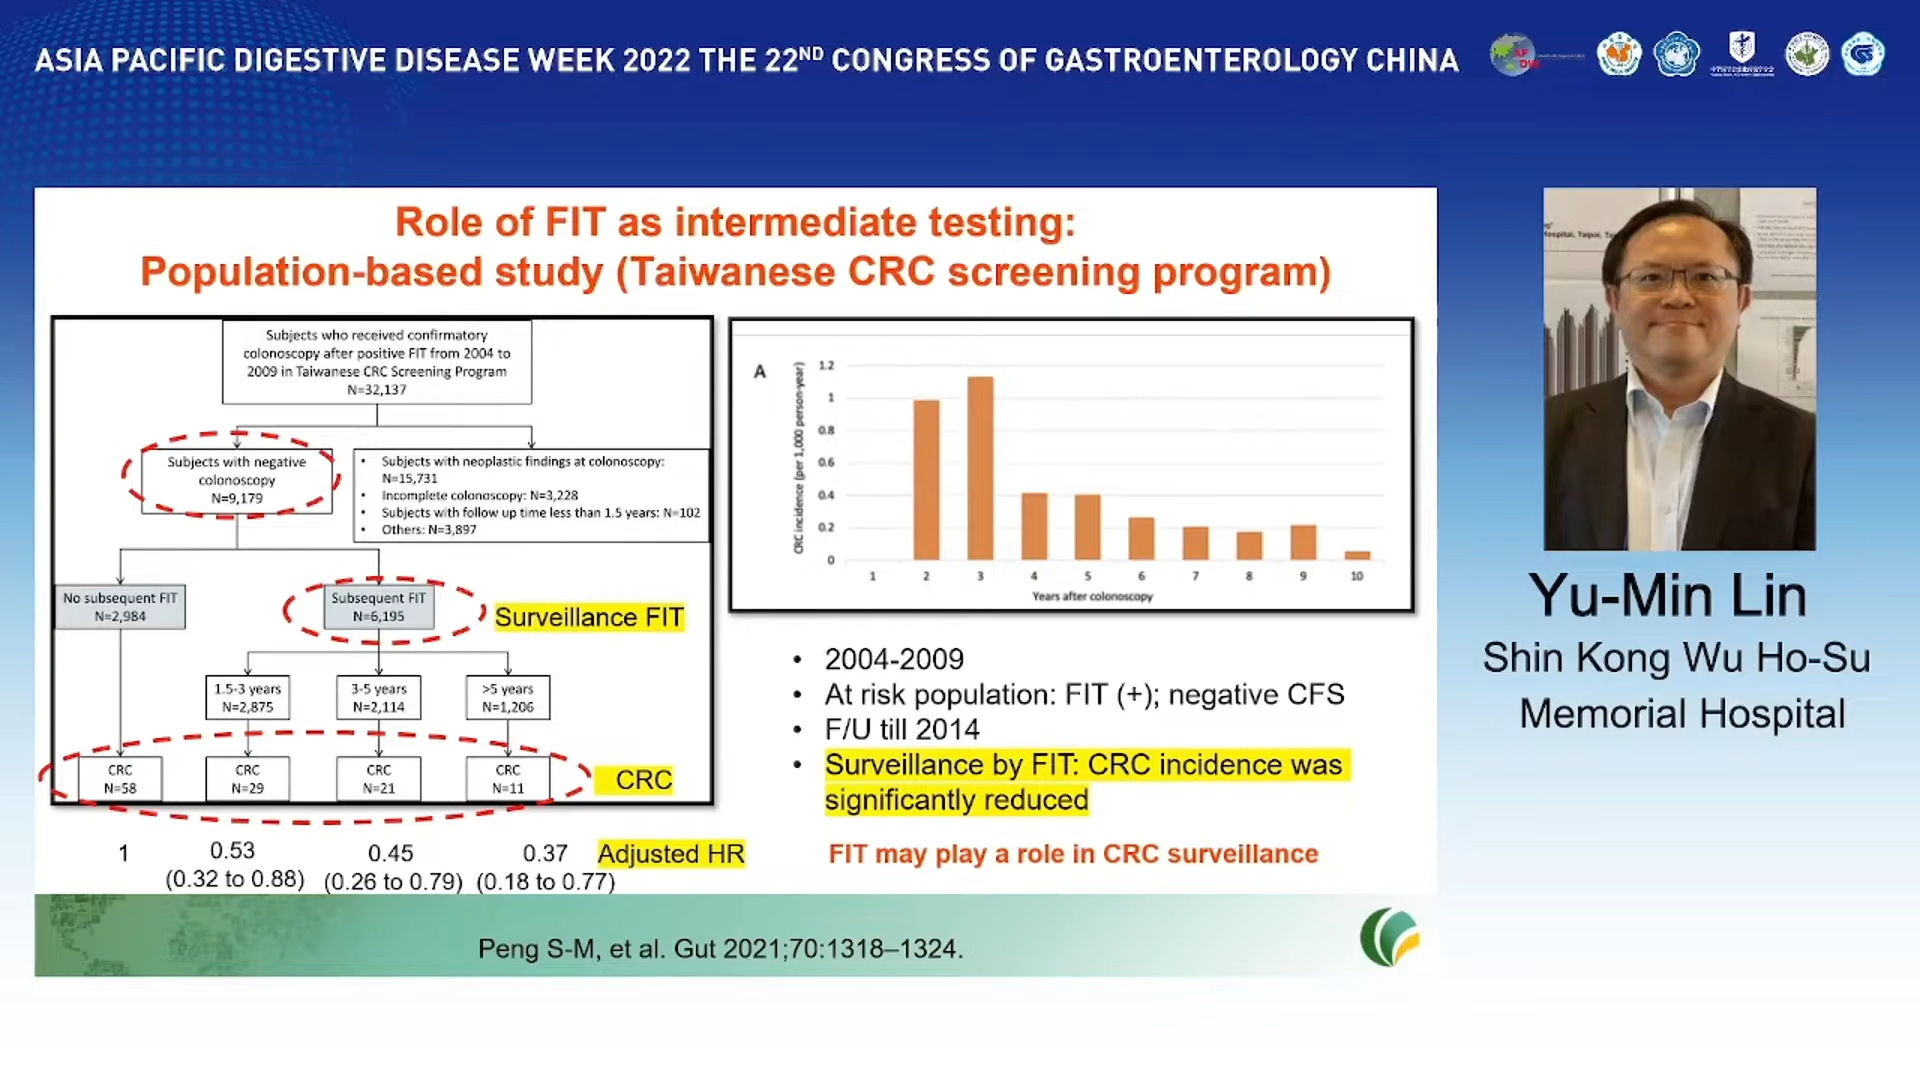 ASIA PACIFIC DIGESTIVE DISEASE WEEK 2022 THE 22ND CONGRESS OF GASTROENTEROLOGY CHINA
Role of FIT as intermediate testing:
Population-based study (Taiwanese CRC screening program)
Subjects who received confirmatory
colonoscopy after positive FIT from 2004 to
2009 in Taiwanese CRC Screening Program
N=32,137
Subjects with negative
colonoscopy
N=9,179
• Subjects with neoplastic findings at colonoscopy:
N=15,731
• Incomplete colonoscopy: N=3,228
• Subjects with follow up time less than 1.5 years: N=102
• Others: N=3,897
No subsequent FIT
N=2,984
Subsequent FIT
N=6,195
Surveillance FIT
1.5-3 years
N=2,875
3-5 years
N=2,114
>5 years
N=1,206
CRC
N=58
CRC
N=29
CRC
N=21
CRC
N=11
CRC
1
0.53
(0.32 to 0.88)
0.45
(0.26 to 0.79)
0.37
(0.18 to 0.77)
Adjusted HR
A
CRC incidence (per 1,000 person-year)
1.2
1
0.8
0.6
0.4
0.2
0
1 2 3 4 5 6 7 8 9 10
Years after colonoscopy
• 2004-2009
• At risk population: FIT (+); negative CFS
• F/U till 2014
• Surveillance by FIT: CRC incidence was
significantly reduced
FIT may play a role in CRC surveillance
Peng S-M, et al. Gut 2021;70:1318–1324.
Yu-Min Lin
Shin Kong Wu Ho-Su
Memorial Hospital